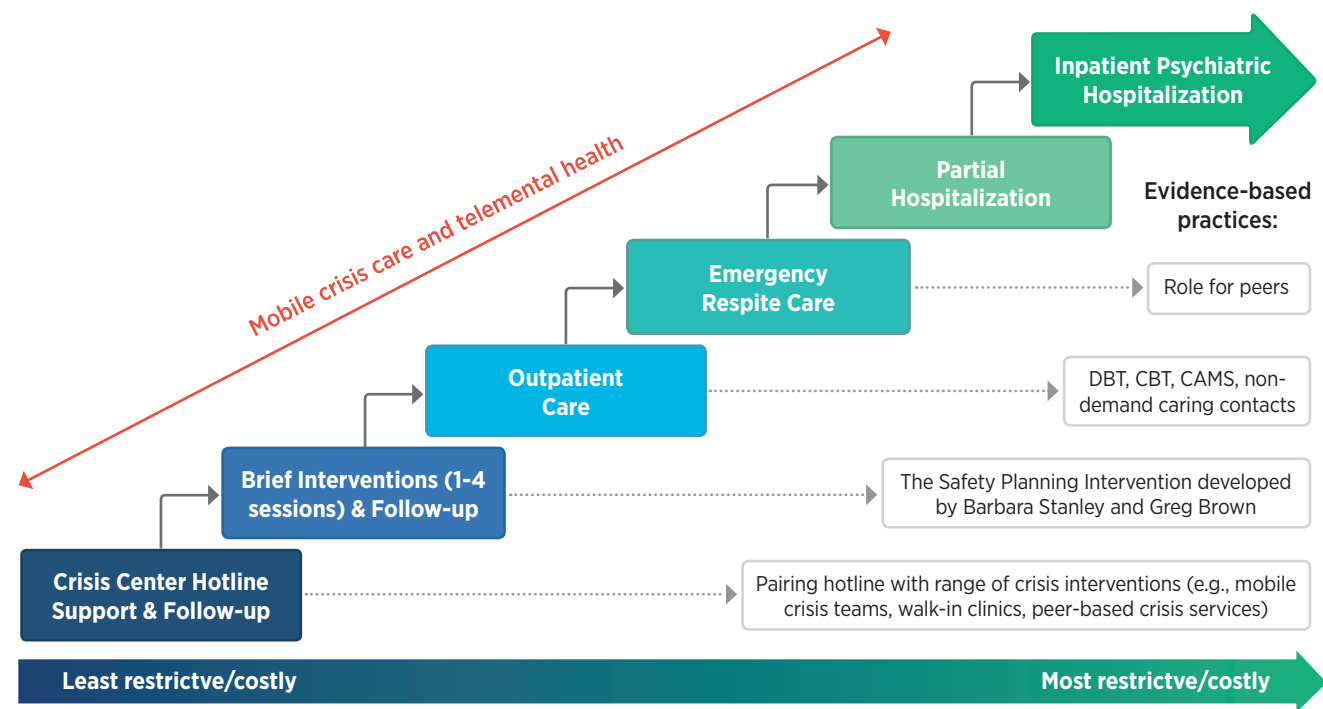 Inpatient Psychiatric
Hospitalization
Mobile crisis care and telemental health
Partial
Hospitalization
Evidence-based
practices:
Emergency
Respite Care
Role for peers
Outpatient
Care
DBT, CBT, CAMS, non-
demand caring contacts
Brief Interventions (1-4
sessions) & Follow-up
The Safety Planning Intervention developed
by Barbara Stanley and Greg Brown
Crisis Center Hotline
Support & Follow-up
Pairing hotline with range of crisis interventions (e.g., mobile
crisis teams, walk-in clinics, peer-based crisis services)
Least restrictve/costly
Most restrictve/costly